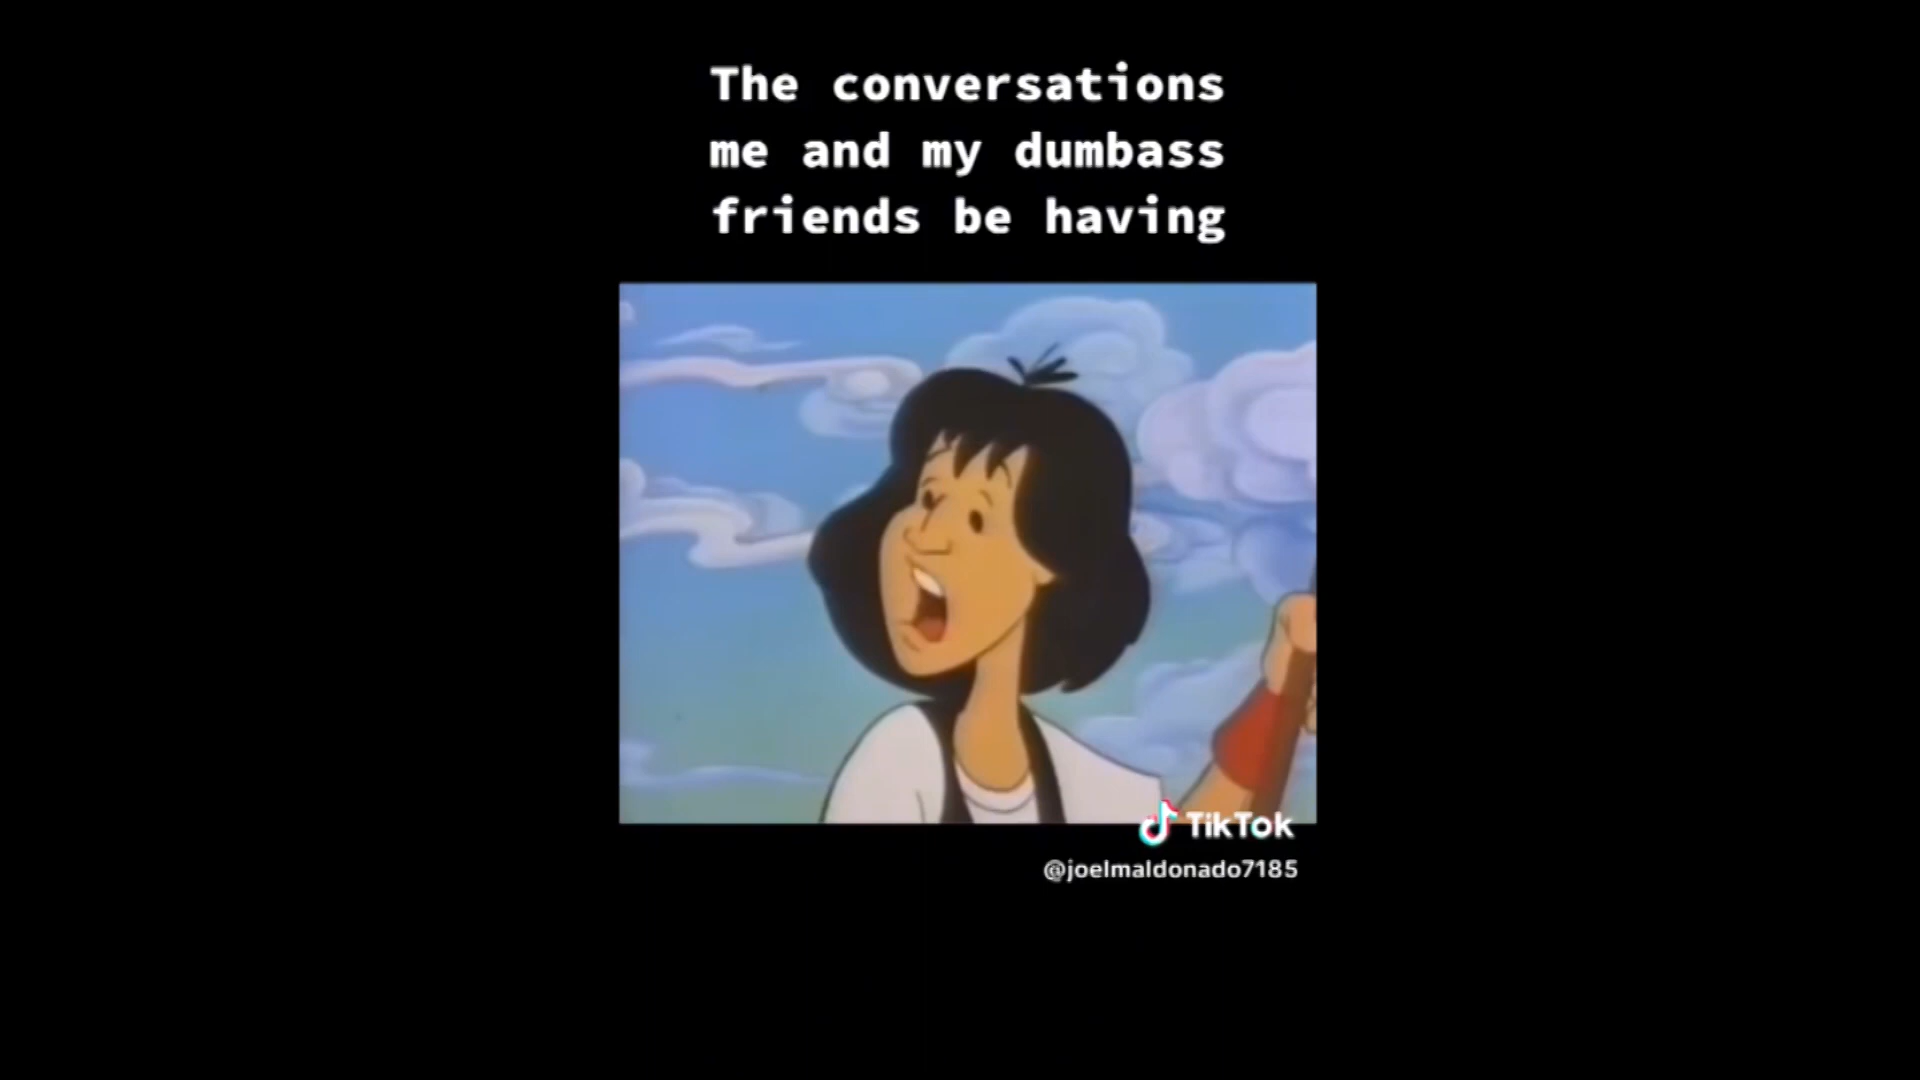 The conversations
me and my dumbass
friends be having
TikTok
@joelmaldonado7185